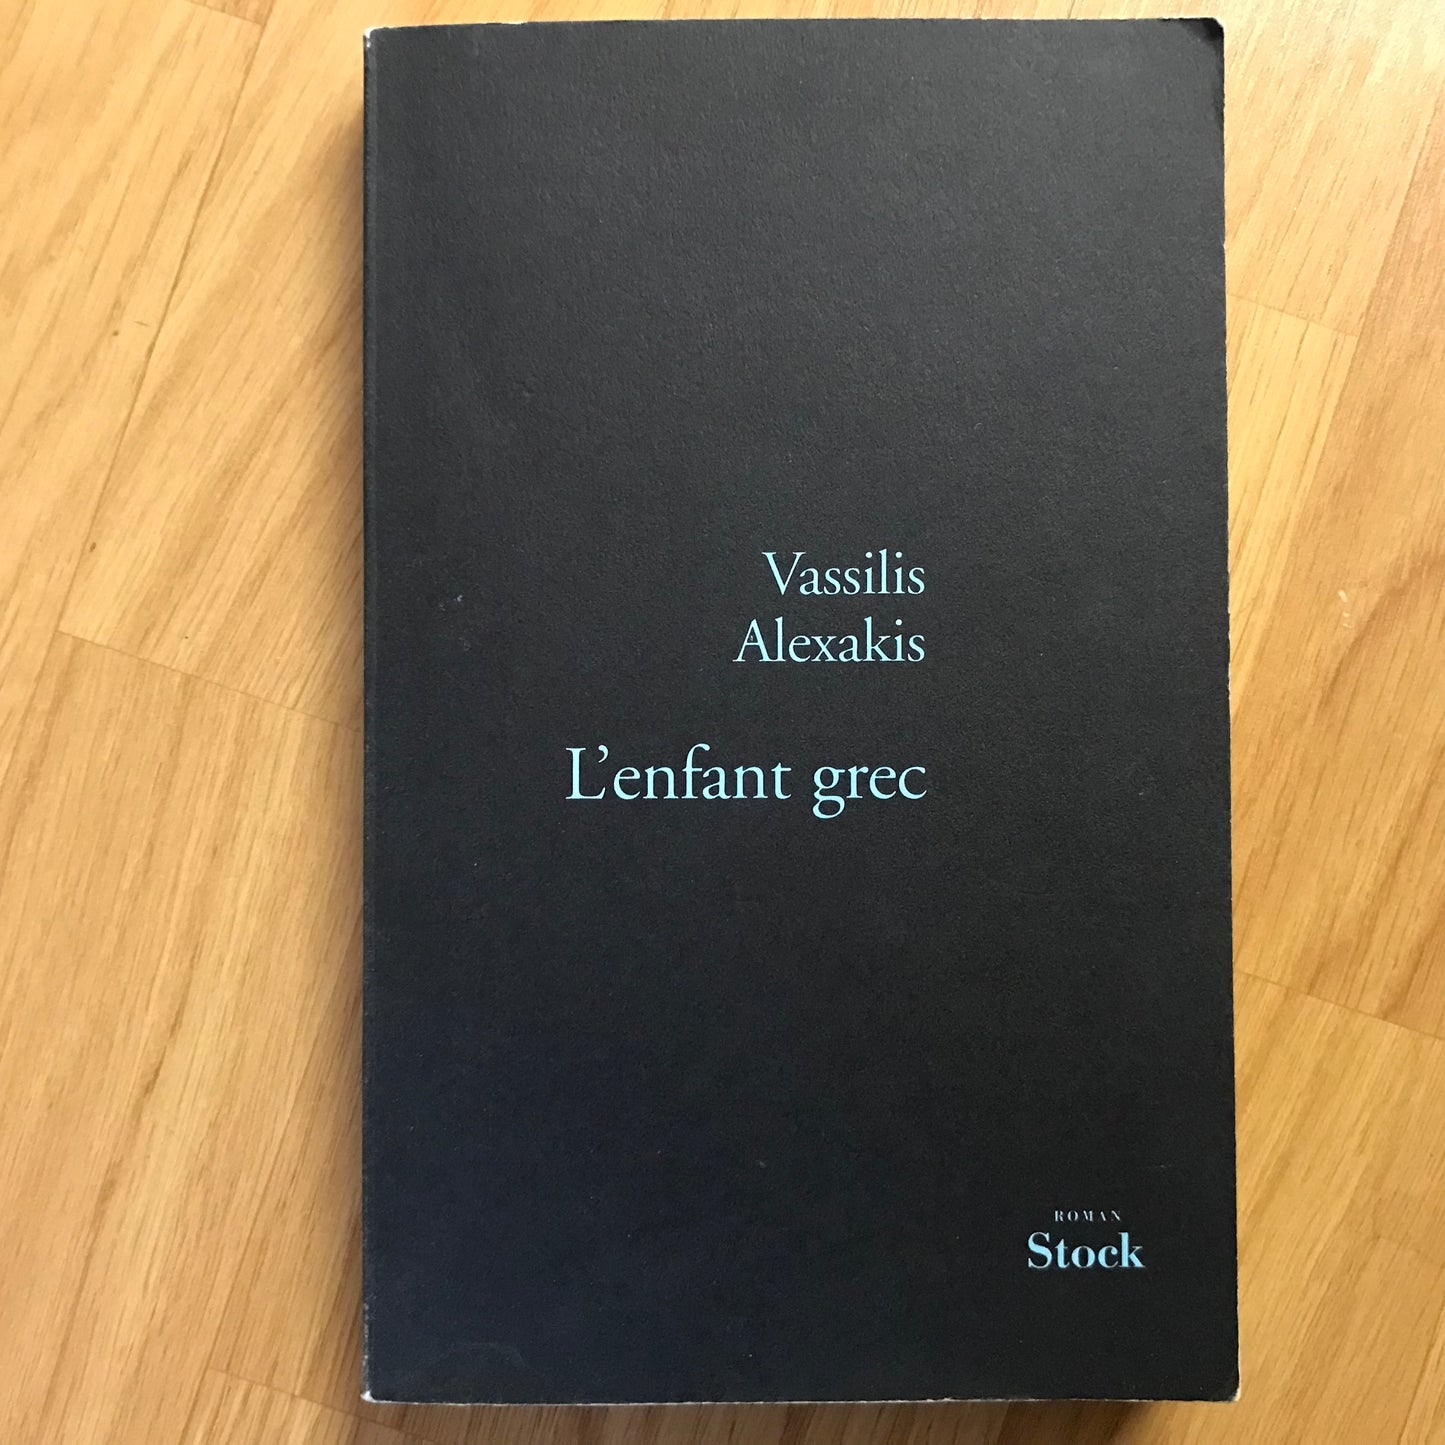 Vassilis
Alexakis
L’enfant grec
ROMAN
Stock